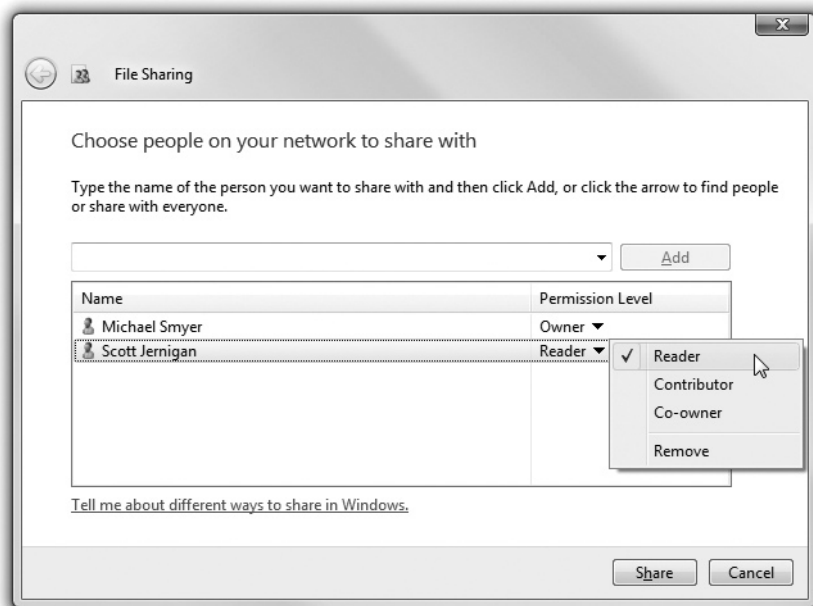 File Sharing
Choose people on your network to share with
Type the name of the person you want to share with and then click Add, or click the arrow to find people
or share with everyone.
Add
Name Permission Level
Michael Smyer Owner
Scott Jernigan Reader
Reader
Contributor
Co-owner
Remove
Tell me about different ways to share in Windows.
Share Cancel